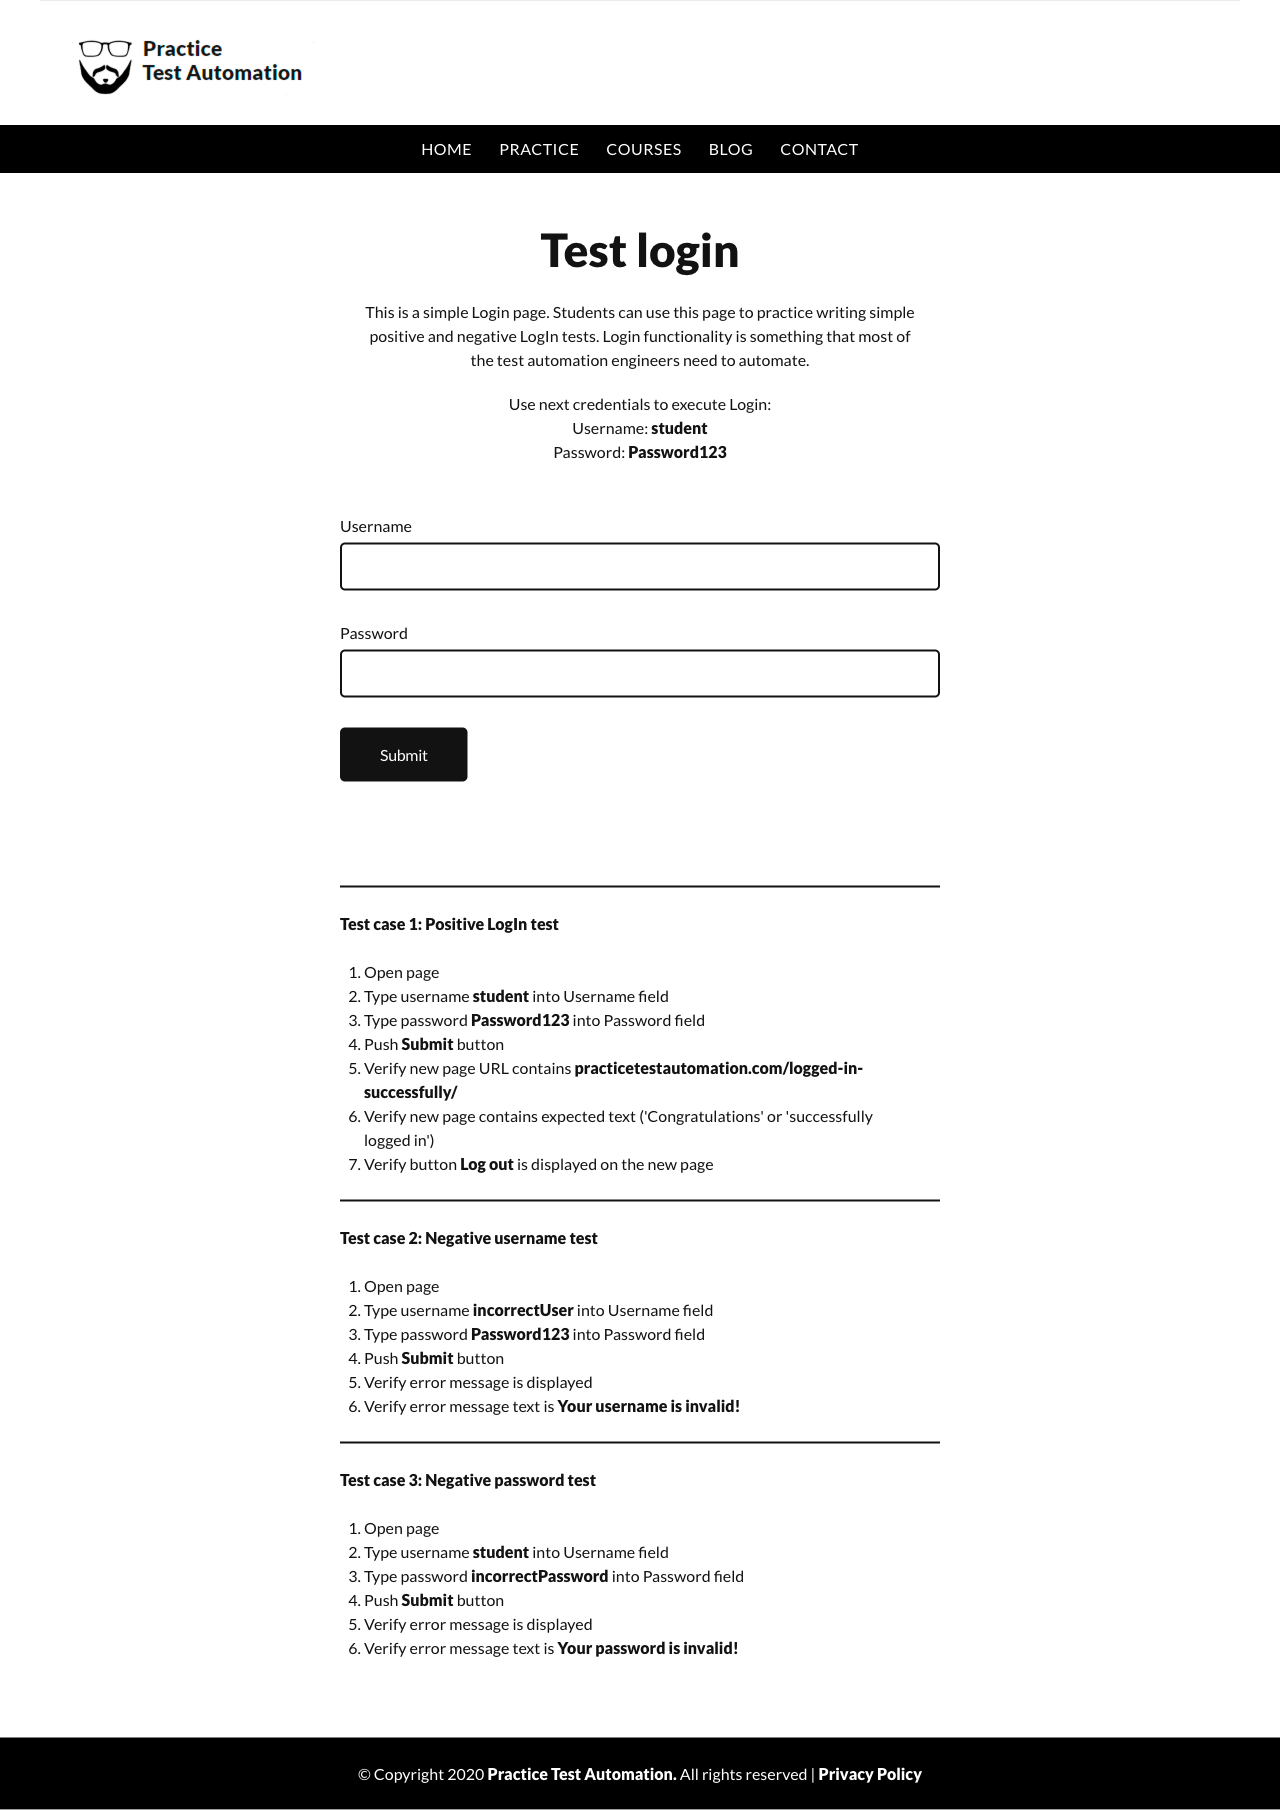 Practice
Test Automation
HOME PRACTICE COURSES BLOG CONTACT
Test login
This is a simple Login page. Students can use this page to practice writing simple
positive and negative LogIn tests. Login functionality is something that most of
the test automation engineers need to automate.
Use next credentials to execute Login:
Username: student
Password: Password123
Username
Password
Submit
Test case 1: Positive LogIn test
1. Open page
2. Type username student into Username field
3. Type password Password123 into Password field
4. Push Submit button
5. Verify new page URL contains practicetestautomation.com/logged-in-
successfully/
6. Verify new page contains expected text ('Congratulations' or 'successfully
logged in')
7. Verify button Log out is displayed on the new page
Test case 2: Negative username test
1. Open page
2. Type username incorrectUser into Username field
3. Type password Password123 into Password field
4. Push Submit button
5. Verify error message is displayed
6. Verify error message text is Your username is invalid!
Test case 3: Negative password test
1. Open page
2. Type username student into Username field
3. Type password incorrectPassword into Password field
4. Push Submit button
5. Verify error message is displayed
6. Verify error message text is Your password is invalid!
© Copyright 2020 Practice Test Automation. All rights reserved | Privacy Policy